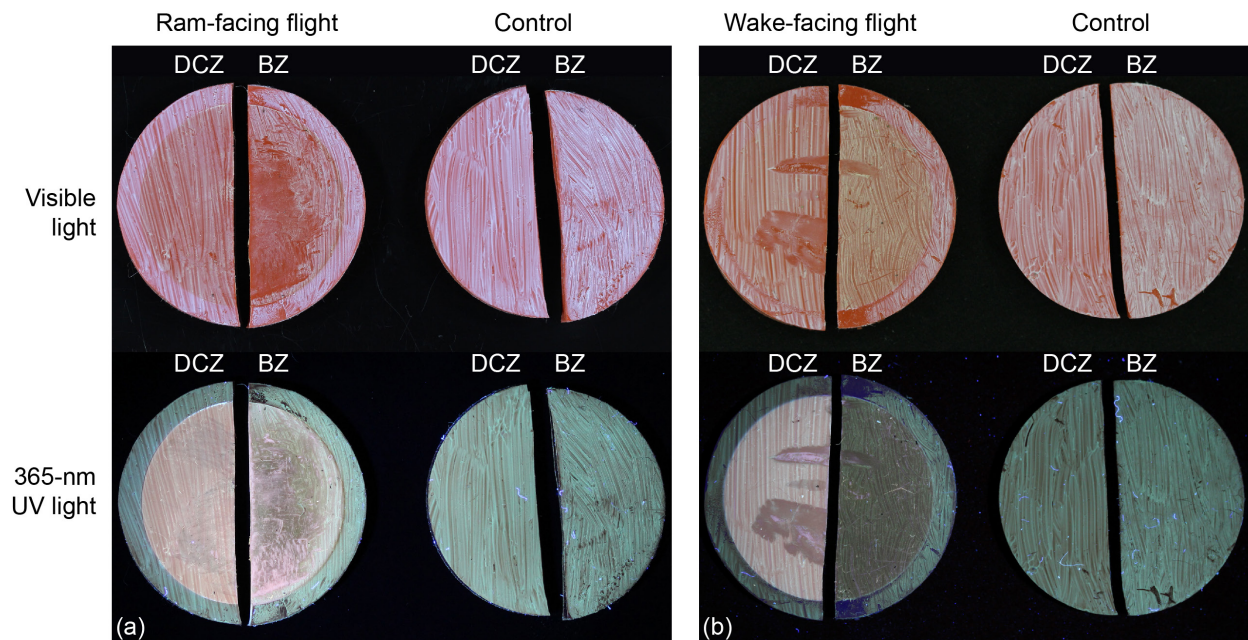 Ram-facing flight Control Wake-facing flight Control
DCZ BZ DCZ BZ DCZ BZ DCZ BZ
Visible
light
DCZ BZ DCZ BZ DCZ BZ DCZ BZ
365-nm
UV light
(a) (b)